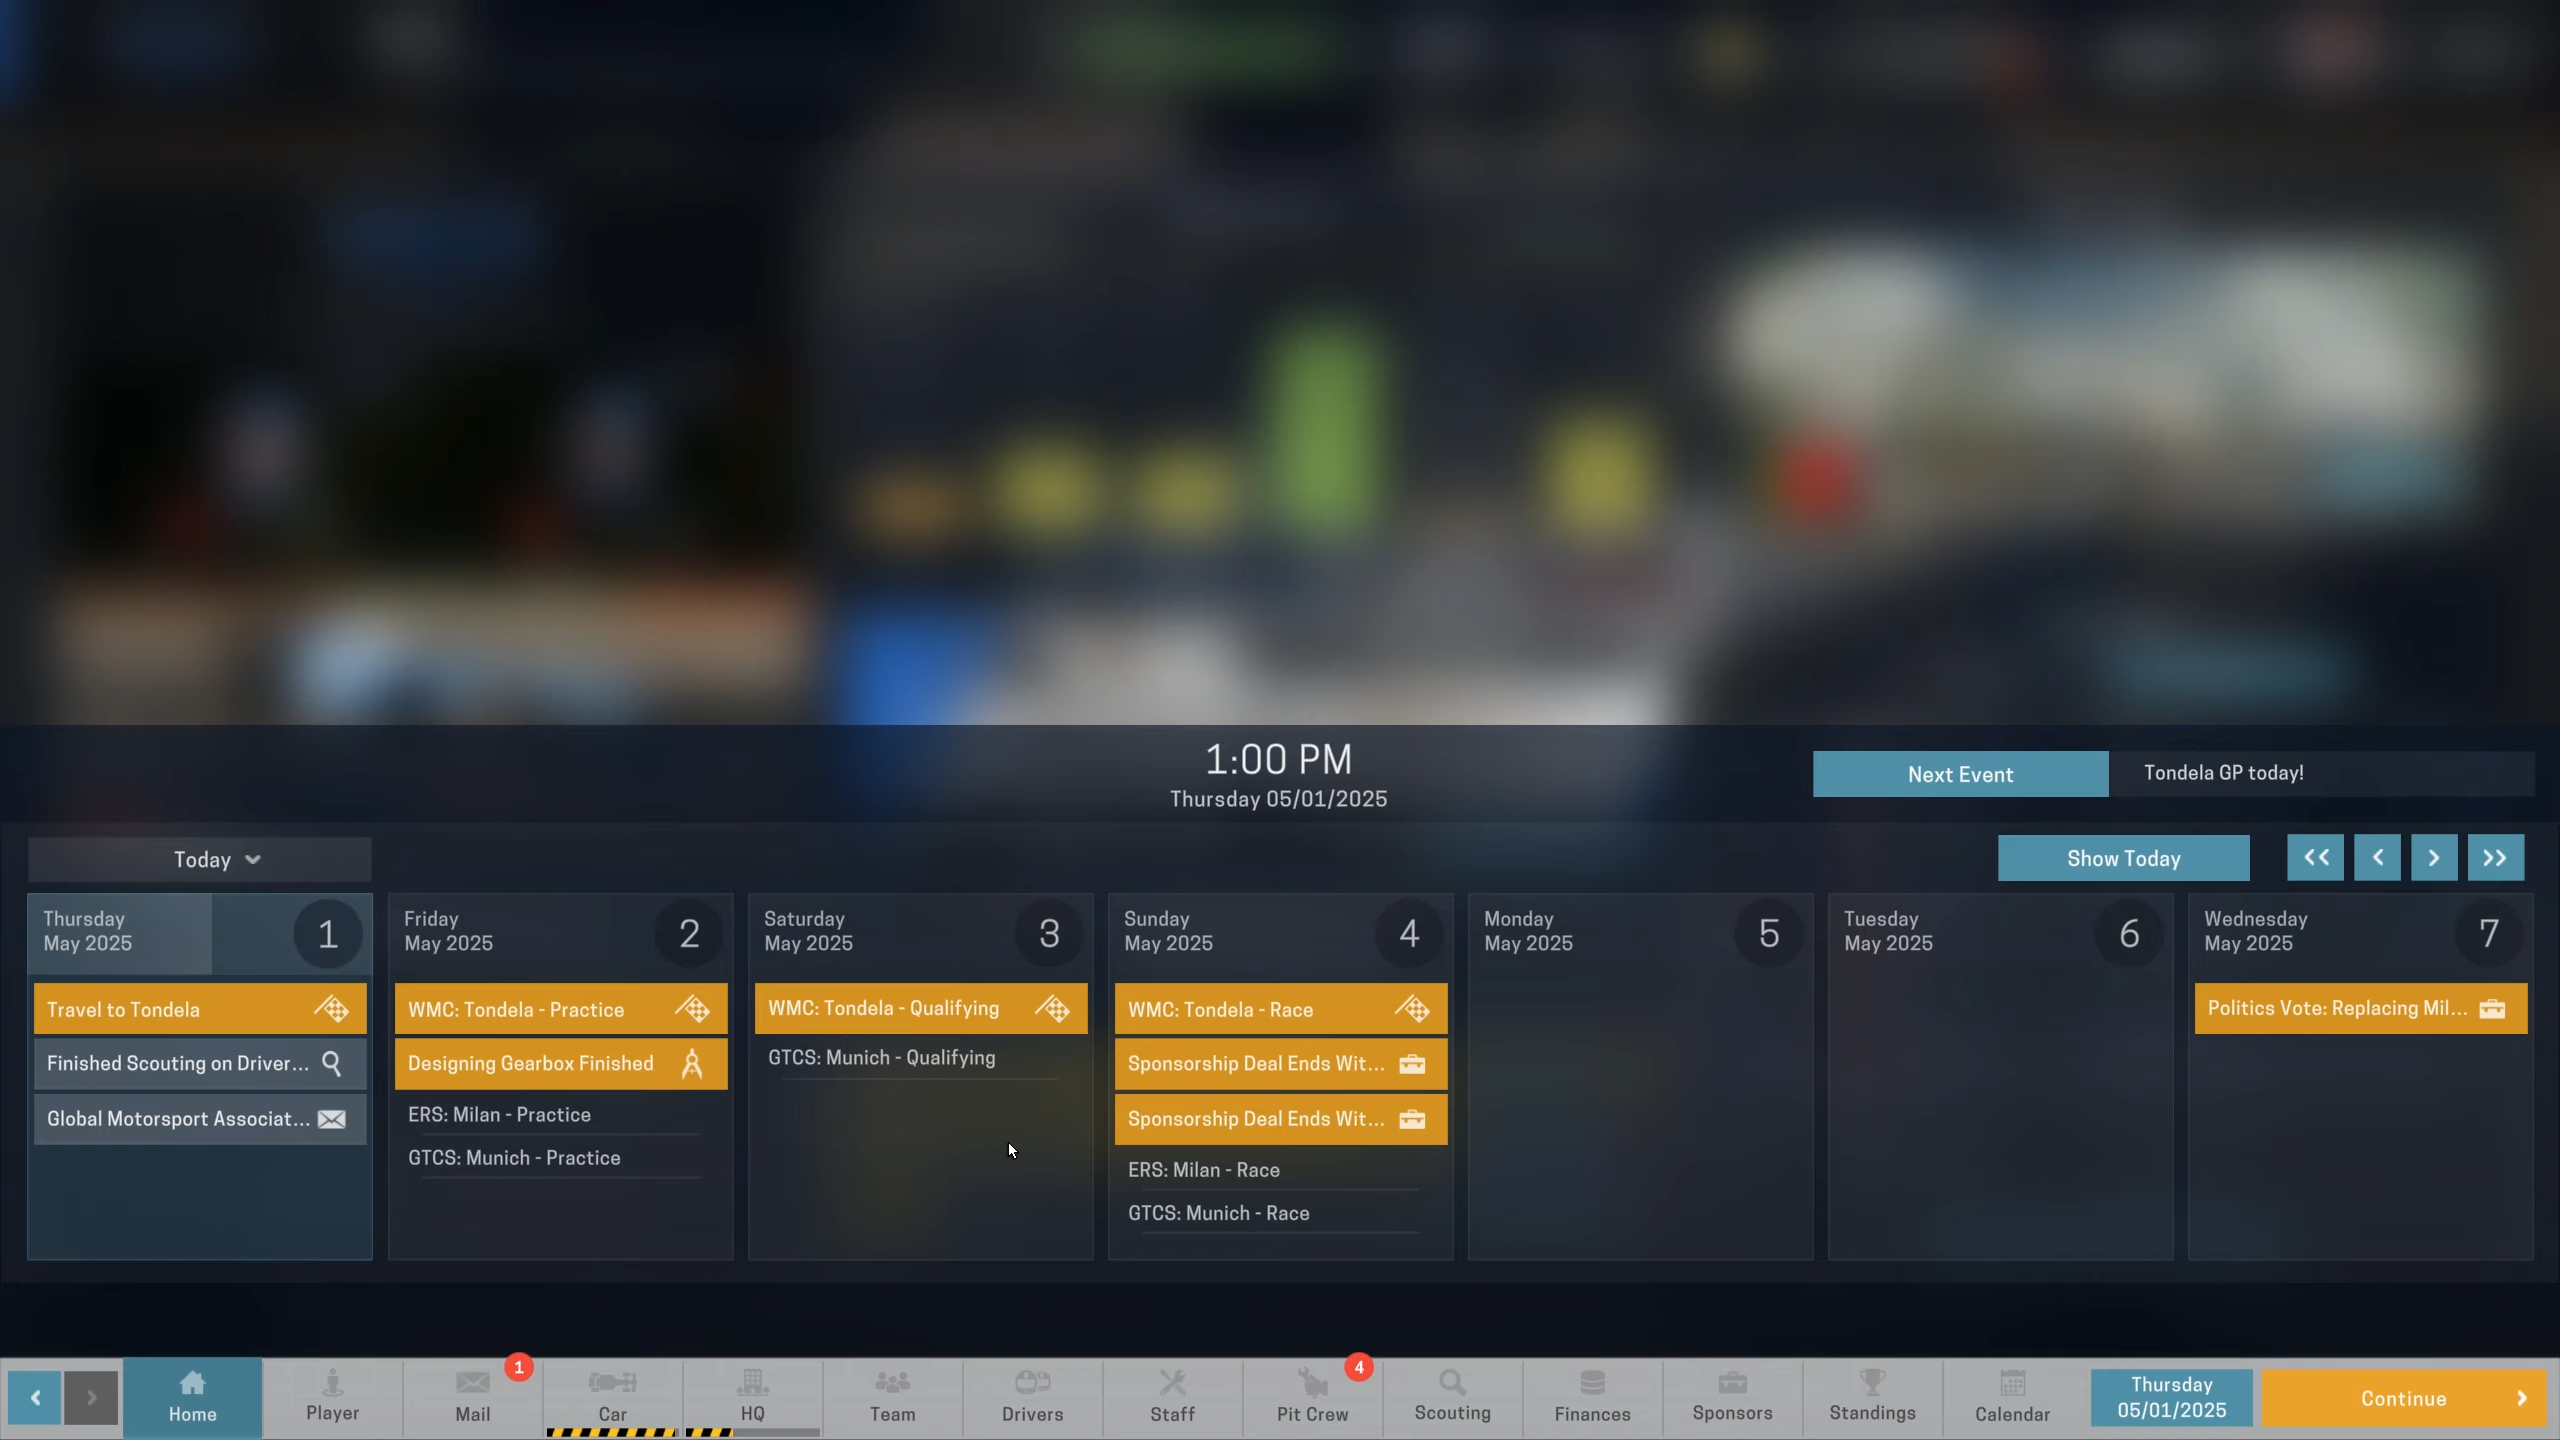 1:00 PM
Thursday 05/01/2025
Next Event
Tondela GP today!
Today
Show Today
<<
<
>
>>
Thursday
May 2025
1
Travel to Tondela
Finished Scouting on Driver...
Global Motorsport Associat...
Friday
May 2025
2
WMC: Tondela - Practice
Designing Gearbox Finished
ERS: Milan - Practice
GTCS: Munich - Practice
Saturday
May 2025
3
WMC: Tondela - Qualifying
GTCS: Munich - Qualifying
Sunday
May 2025
4
WMC: Tondela - Race
Sponsorship Deal Ends Wit...
Sponsorship Deal Ends Wit...
ERS: Milan - Race
GTCS: Munich - Race
Monday
May 2025
5
Tuesday
May 2025
6
Wednesday
May 2025
7
Politics Vote: Replacing Mil...
Home
Player
Mail
1
Car
HQ
Team
Drivers
Staff
Pit Crew
4
Scouting
Finances
Sponsors
Standings
Calendar
Thursday
05/01/2025
Continue